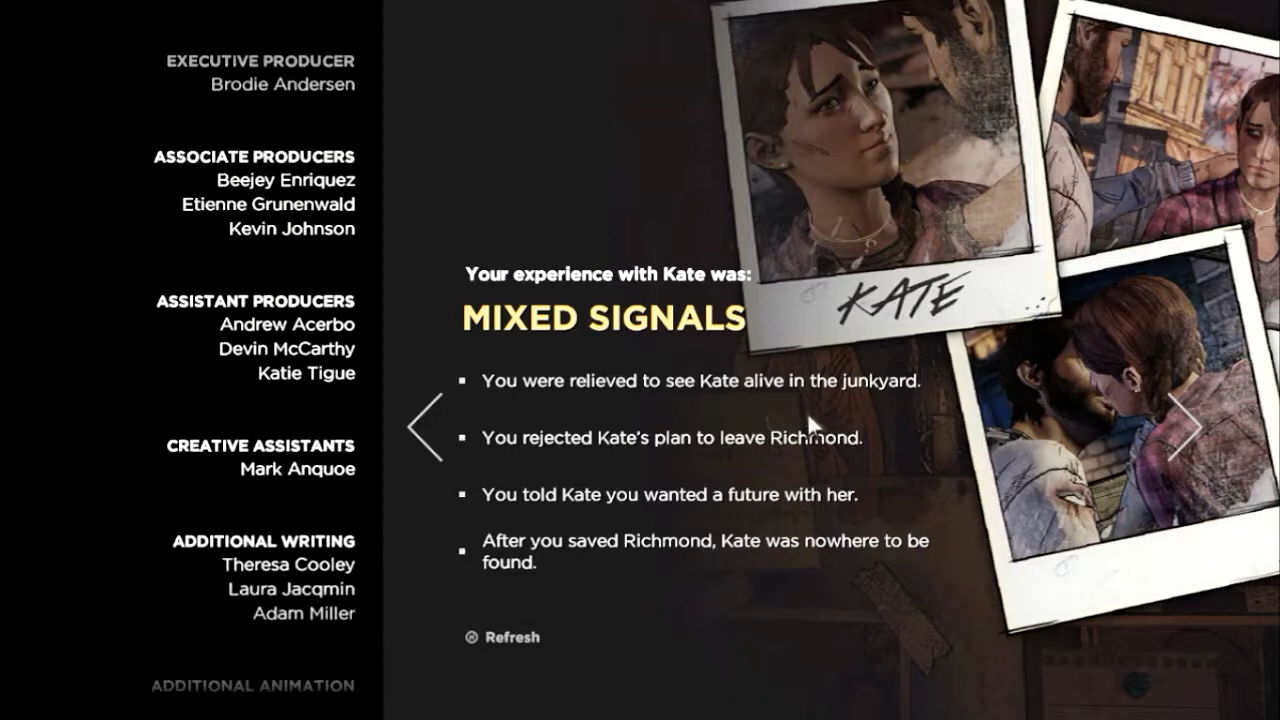 EXECUTIVE PRODUCER
Brodie Andersen
ASSOCIATE PRODUCERS
Beejey Enriquez
Etienne Grunenwald
Kevin Johnson
ASSISTANT PRODUCERS
Andrew Acerbo
Devin McCarthy
Katie Tigue
CREATIVE ASSISTANTS
Mark Anquoe
ADDITIONAL WRITING
Theresa Cooley
Laura Jacqmin
Adam Miller
ADDITIONAL ANIMATION
KATE
Your experience with Kate was:
MIXED SIGNALS
You were relieved to see Kate alive in the junkyard.
You rejected Kate's plan to leave Richmond.
You told Kate you wanted a future with her.
After you saved Richmond, Kate was nowhere to be
found.
Refresh